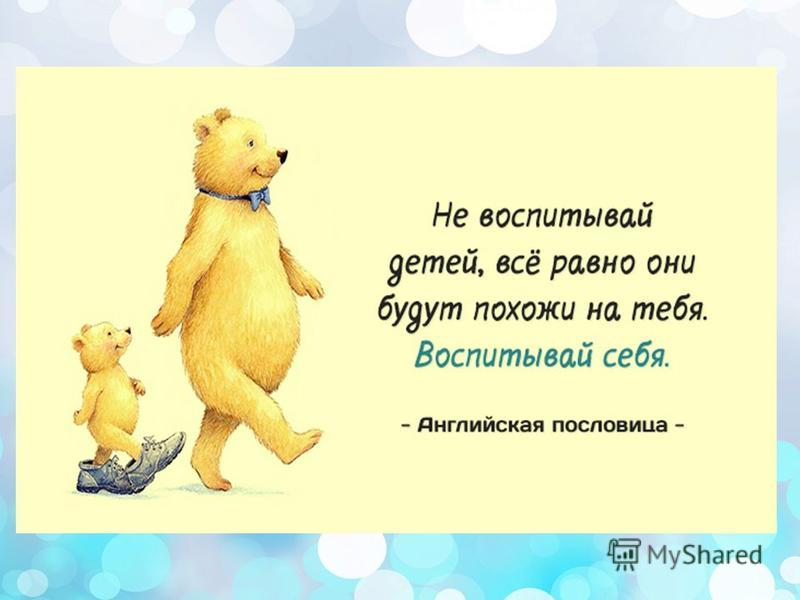 Не воспитывай
детей, всё равно они
будут похожи на тебя.
Воспитывай себя.
- Английская пословица -
MyShared